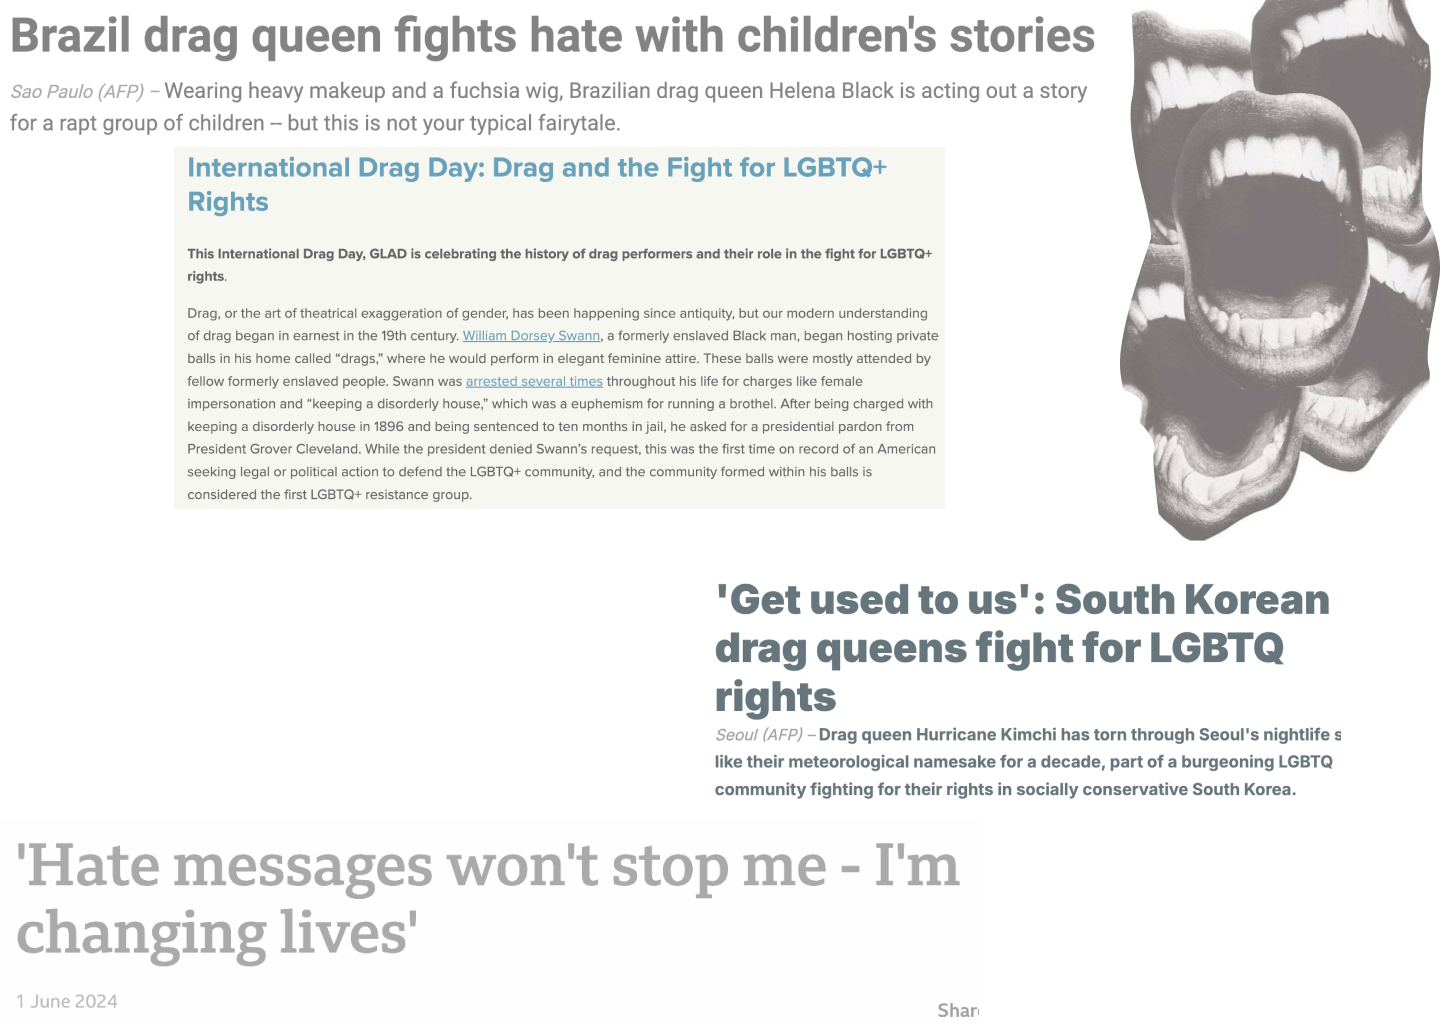 Brazil drag queen fights hate with children's stories
Sao Paulo (AFP) – Wearing heavy makeup and a fuchsia wig, Brazilian drag queen Helena Black is acting out a story
for a rapt group of children -- but this is not your typical fairytale.
International Drag Day: Drag and the Fight for LGBTQ+
Rights
This International Drag Day, GLAD is celebrating the history of drag performers and their role in the fight for LGBTQ+
rights.
Drag, or the art of theatrical exaggeration of gender, has been happening since antiquity, but our modern understanding
of drag began in earnest in the 19th century. William Dorsey Swann, a formerly enslaved Black man, began hosting private
balls in his home called “drags,” where he would perform in elegant feminine attire. These balls were mostly attended by
fellow formerly enslaved people. Swann was arrested several times throughout his life for charges like female
impersonation and “keeping a disorderly house,” which was a euphemism for running a brothel. After being charged with
keeping a disorderly house in 1896 and being sentenced to ten months in jail, he asked for a presidential pardon from
President Grover Cleveland. While the president denied Swann’s request, this was the first time on record of an American
seeking legal or political action to defend the LGBTQ+ community, and the community formed within his balls is
considered the first LGBTQ+ resistance group.
'Get used to us': South Korean
drag queens fight for LGBTQ
rights
Seoul (AFP) – Drag queen Hurricane Kimchi has torn through Seoul's nightlife s
like their meteorological namesake for a decade, part of a burgeoning LGBTQ
community fighting for their rights in socially conservative South Korea.
'Hate messages won't stop me - I'm
changing lives'
1 June 2024
Shar